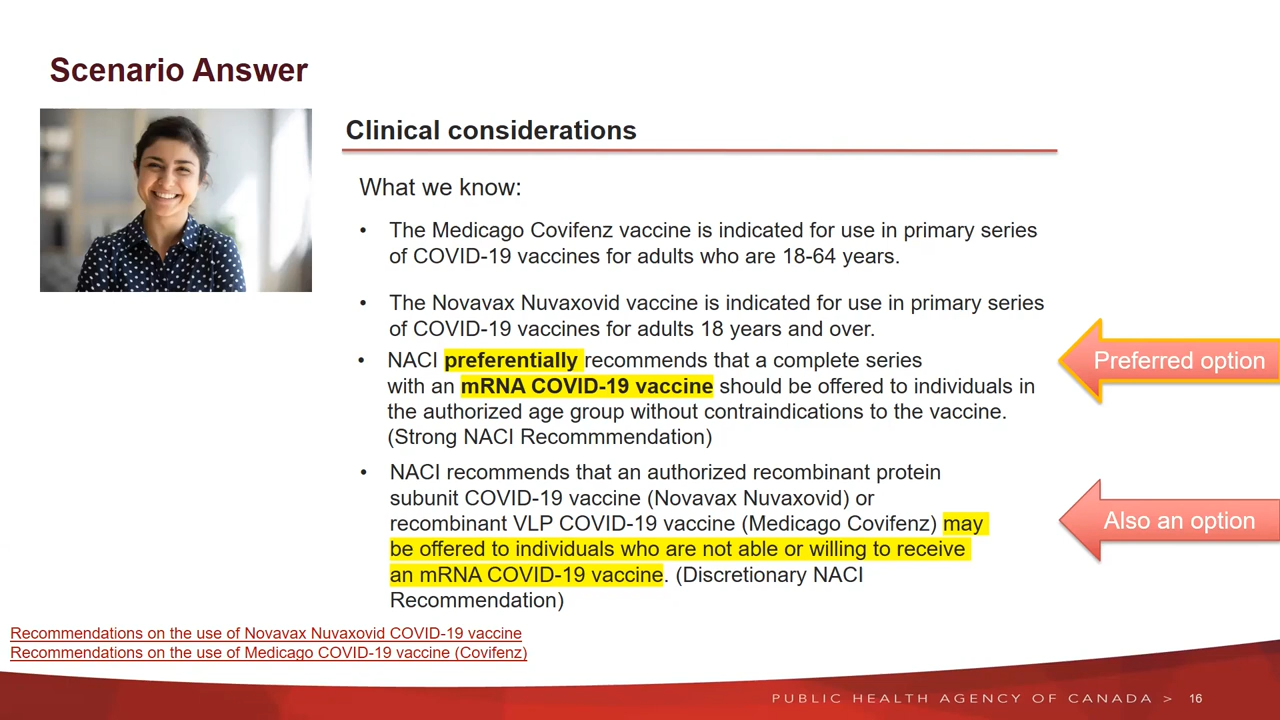 Scenario Answer
Clinical considerations
What we know:
• The Medicago Covifenz vaccine is indicated for use in primary series
of COVID-19 vaccines for adults who are 18-64 years.
• The Novavax Nuvaxovid vaccine is indicated for use in primary series
of COVID-19 vaccines for adults 18 years and over.
• NACI preferentially recommends that a complete series
with an mRNA COVID-19 vaccine should be offered to individuals in
the authorized age group without contraindications to the vaccine.
(Strong NACI Recommmendation)
Preferred option
• NACI recommends that an authorized recombinant protein
subunit COVID-19 vaccine (Novavax Nuvaxovid) or
recombinant VLP COVID-19 vaccine (Medicago Covifenz) may
be offered to individuals who are not able or willing to receive
an mRNA COVID-19 vaccine. (Discretionary NACI
Recommendation)
Also an option
Recommendations on the use of Novavax Nuvaxovid COVID-19 vaccine
Recommendations on the use of Medicago COVID-19 vaccine (Covifenz)
PUBLIC HEALTH AGENCY OF CANADA > 16